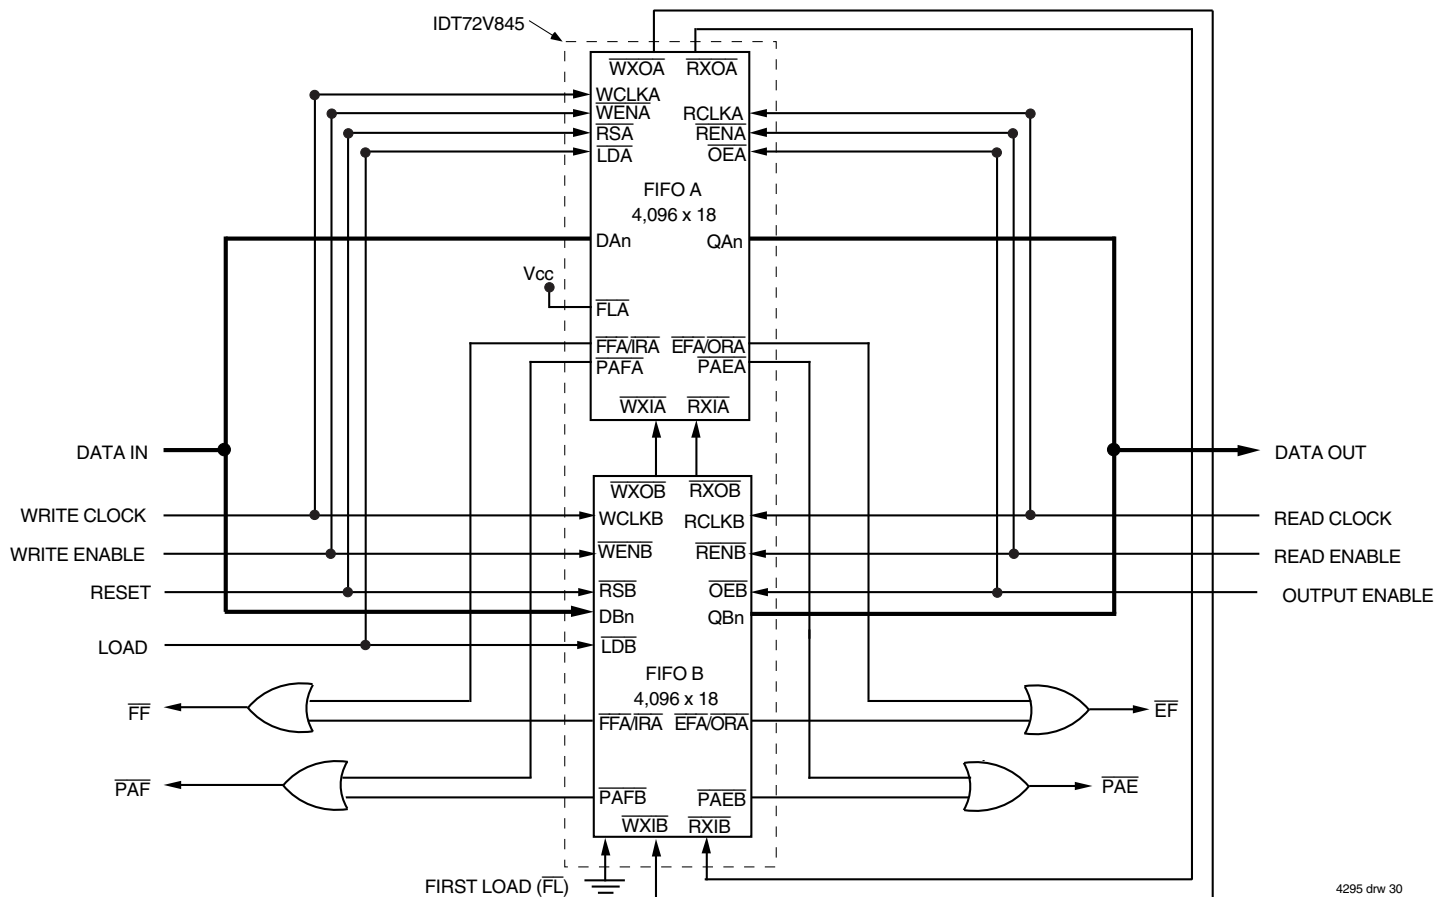 IDT72V845
WXOA RXOA
WCLKA
WENA RCLKA
RSA RENA
LDA OEA
FIFO A
4,096 x 18
DAn QAn
Vcc
FLA
FFA/IRA EFA/ORA
PAFA PAEA
WXIA RXIA
DATA IN DATA OUT
WXOB RXOB
WRITE CLOCK WCLKB RCLKB READ CLOCK
WRITE ENABLE WENB RENB READ ENABLE
RESET RSB OEB OUTPUT ENABLE
DBn QBn
LOAD LDB
FIFO B
4,096 x 18
FF FFA/IRA EFA/ORA EF
PAF PAFB PAEB PAE
WXIB RXIB
FIRST LOAD (FL)
4295 drw 30